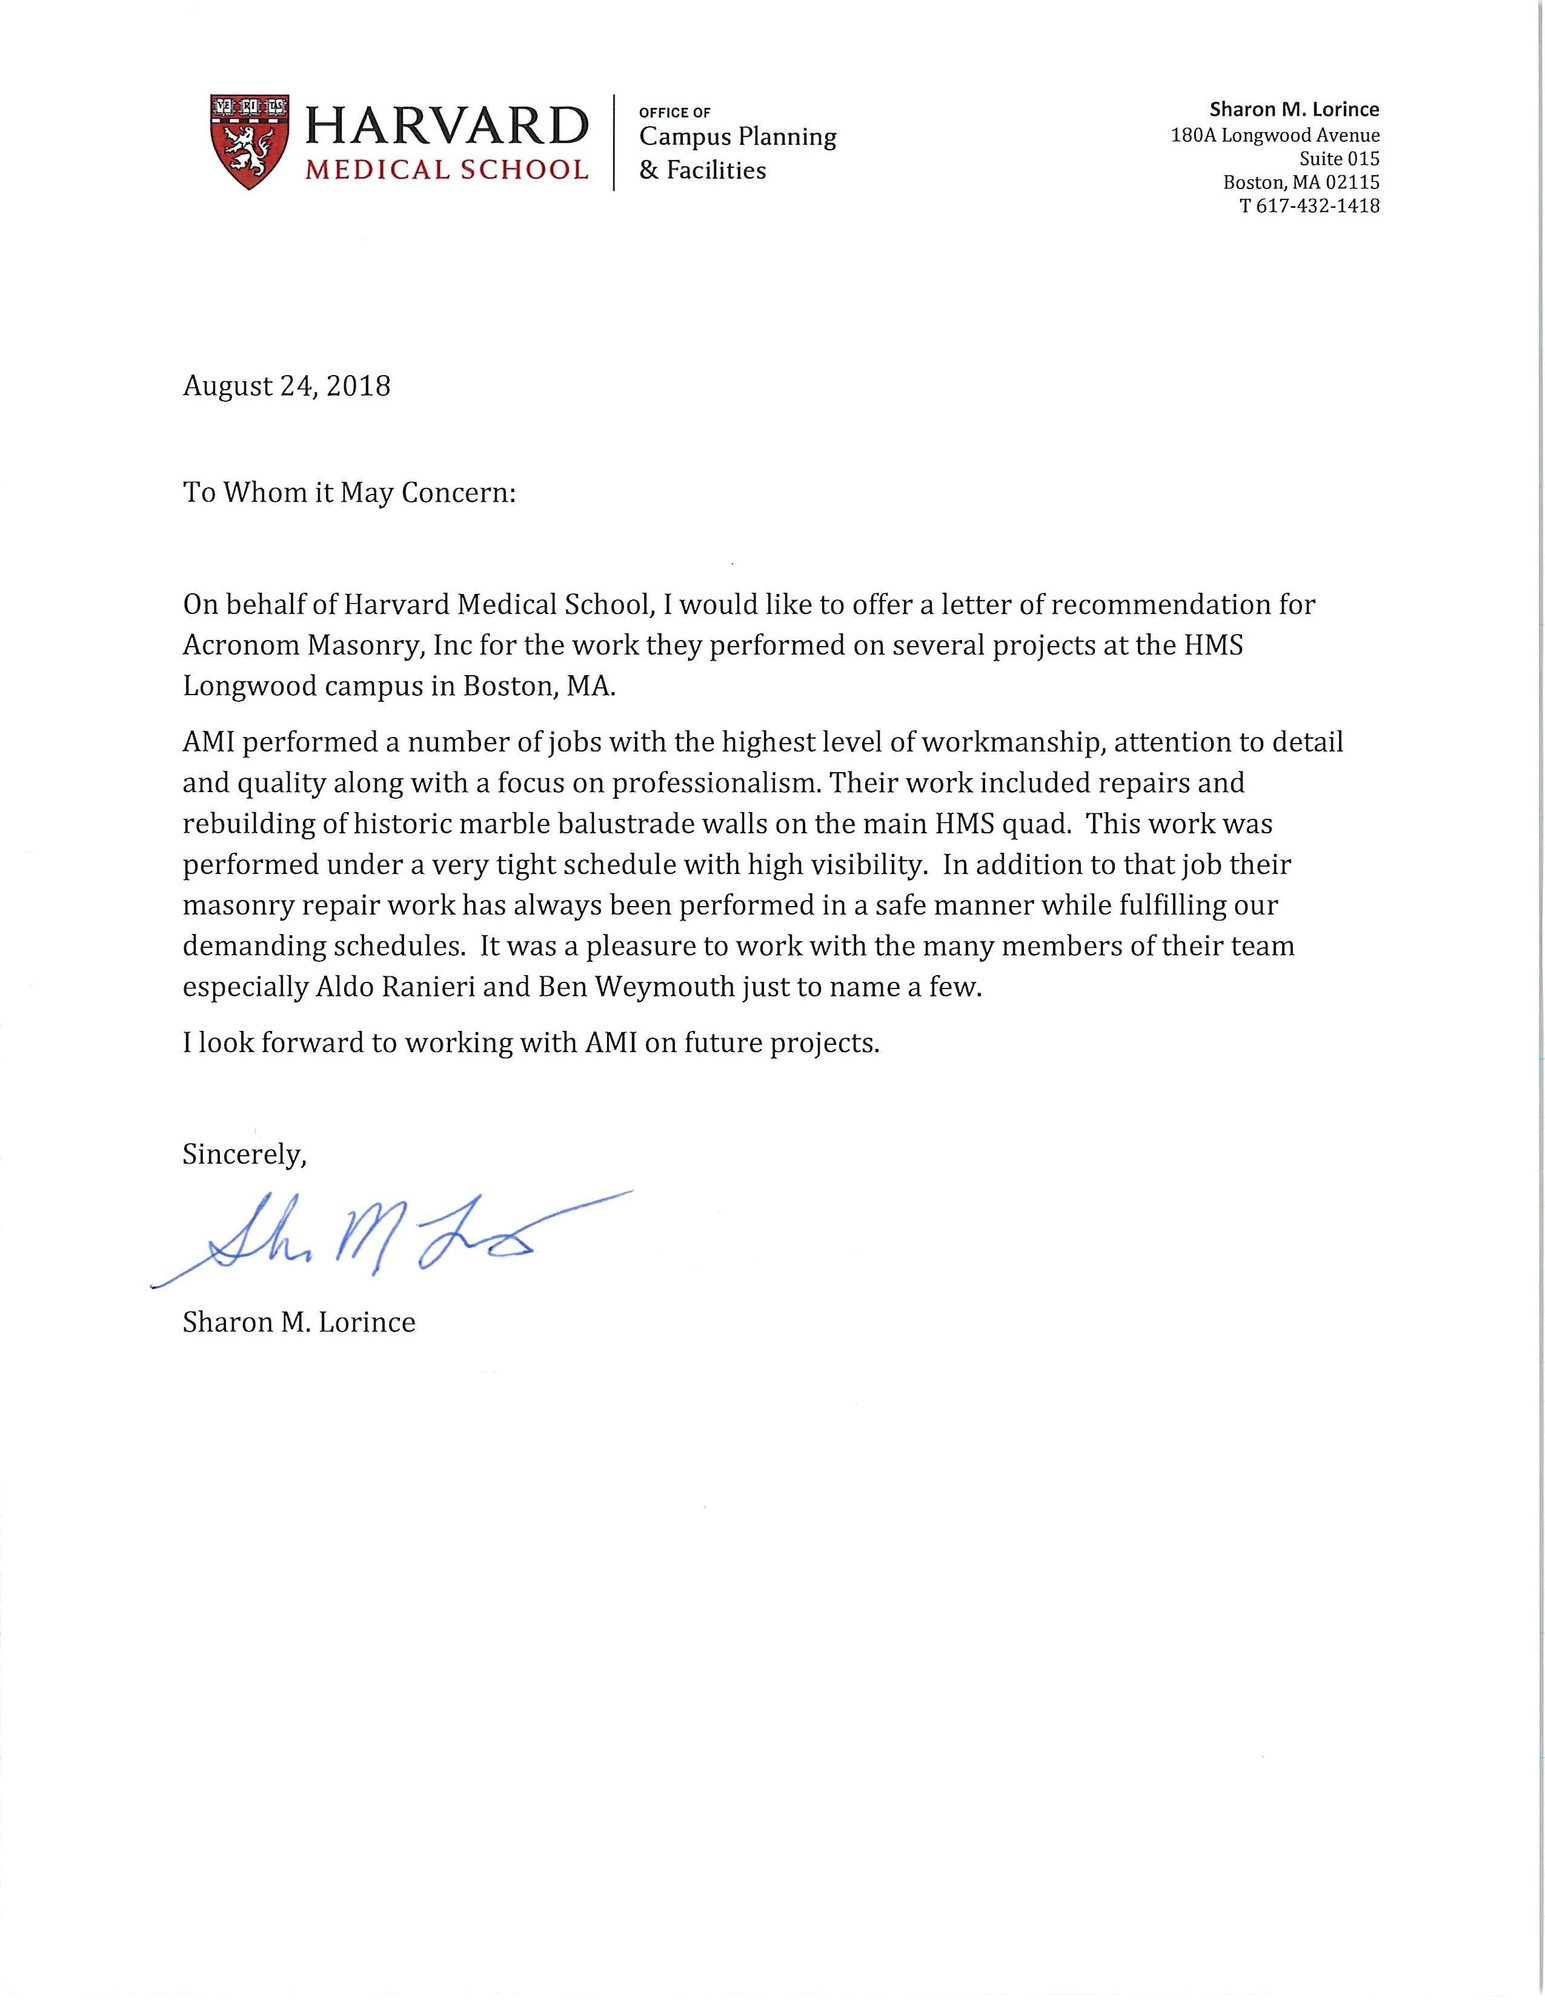 VE RI TAS
HARVARD
MEDICAL SCHOOL
OFFICE OF
Campus Planning
& Facilities
Sharon M. Lorince
180A Longwood Avenue
Suite 015
Boston, MA 02115
T 617-432-1418
August 24, 2018
To Whom it May Concern:
On behalf of Harvard Medical School, I would like to offer a letter of recommendation for
Acronom Masonry, Inc for the work they performed on several projects at the HMS
Longwood campus in Boston, MA.
AMI performed a number of jobs with the highest level of workmanship, attention to detail
and quality along with a focus on professionalism. Their work included repairs and
rebuilding of historic marble balustrade walls on the main HMS quad.  This work was
performed under a very tight schedule with high visibility.  In addition to that job their
masonry repair work has always been performed in a safe manner while fulfilling our
demanding schedules.  It was a pleasure to work with the many members of their team
especially Aldo Ranieri and Ben Weymouth just to name a few.
I look forward to working with AMI on future projects.
Sincerely,
Sharon M. Lorince